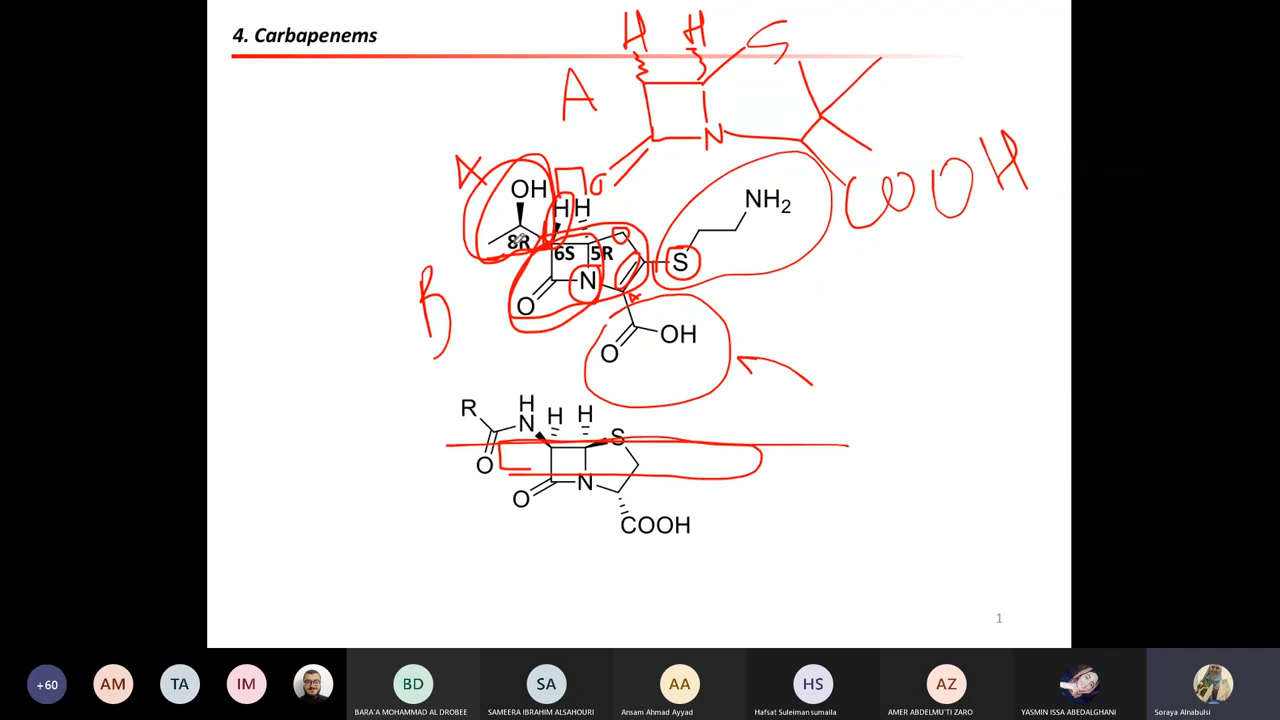 4. Carbapenems
H H S
A
N
O
COOH
OH
H H
NH2
8R 6S 5R
S
N
O
B
OH
O
H
R N H H
S
O
O N
COOH
1
+60 AM TA IM BD SA AA HS AZ
BARA'A MOHAMMAD AL DROBEE SAMEERA IBRAHIM ALSAHOURI Ansam Ahmad Ayyad Hafsat Suleimansumaila AMER ABDELMU'TI ZARO YASMIN ISSA ABEDALGHANI Soraya Alnabulsi